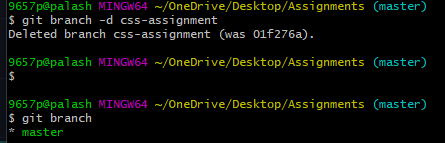 9657p@palash MINGW64 ~/OneDrive/Desktop/Assignments (master)
$ git branch -d css-assignment
Deleted branch css-assignment (was 01f276a).
9657p@palash MINGW64 ~/OneDrive/Desktop/Assignments (master)
$
9657p@palash MINGW64 ~/OneDrive/Desktop/Assignments (master)
$ git branch
* master